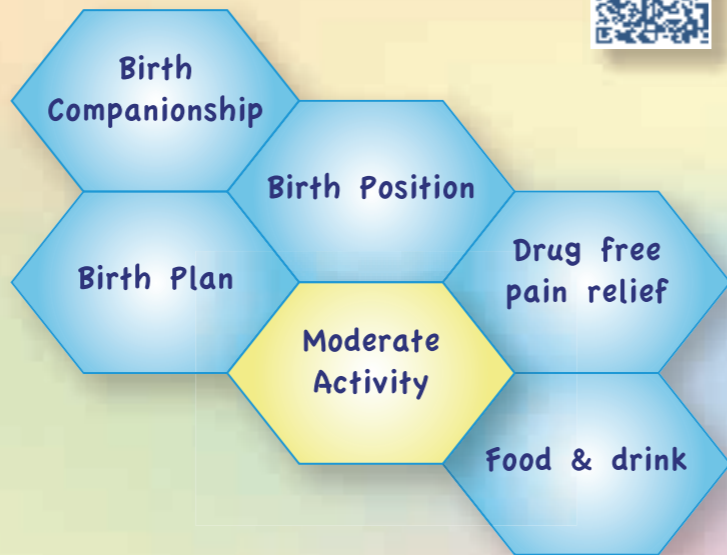 Birth
Companionship
Birth Position
Birth Plan
Drug free
pain relief
Moderate
Activity
Food & drink